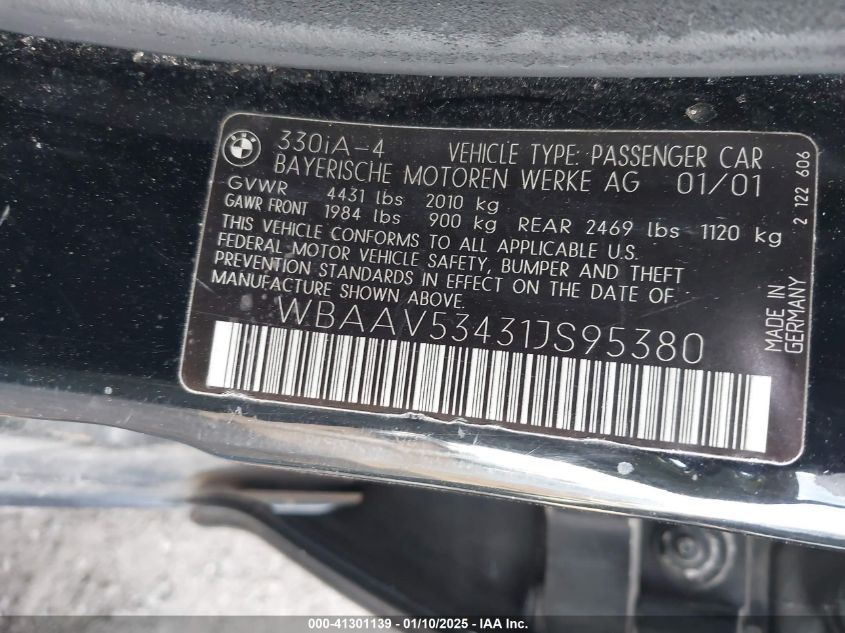 330iA-4 VEHICLE TYPE: PASSENGER CAR
BAYERISCHE MOTOREN WERKE AG 01/01
GVWR 4431 lbs 2010 kg
GAWR FRONT 1984 lbs 900 kg REAR 2469 lbs 1120 kg
THIS VEHICLE CONFORMS TO ALL APPLICABLE U.S.
FEDERAL MOTOR VEHICLE SAFETY, BUMPER AND THEFT
PREVENTION STANDARDS IN EFFECT ON THE DATE OF
MANUFACTURE SHOWN ABOVE.
WBAAV53431JS95380
2 122 606
MADE IN
GERMANY
000-41301139 - 01/10/2025 - IAA Inc.